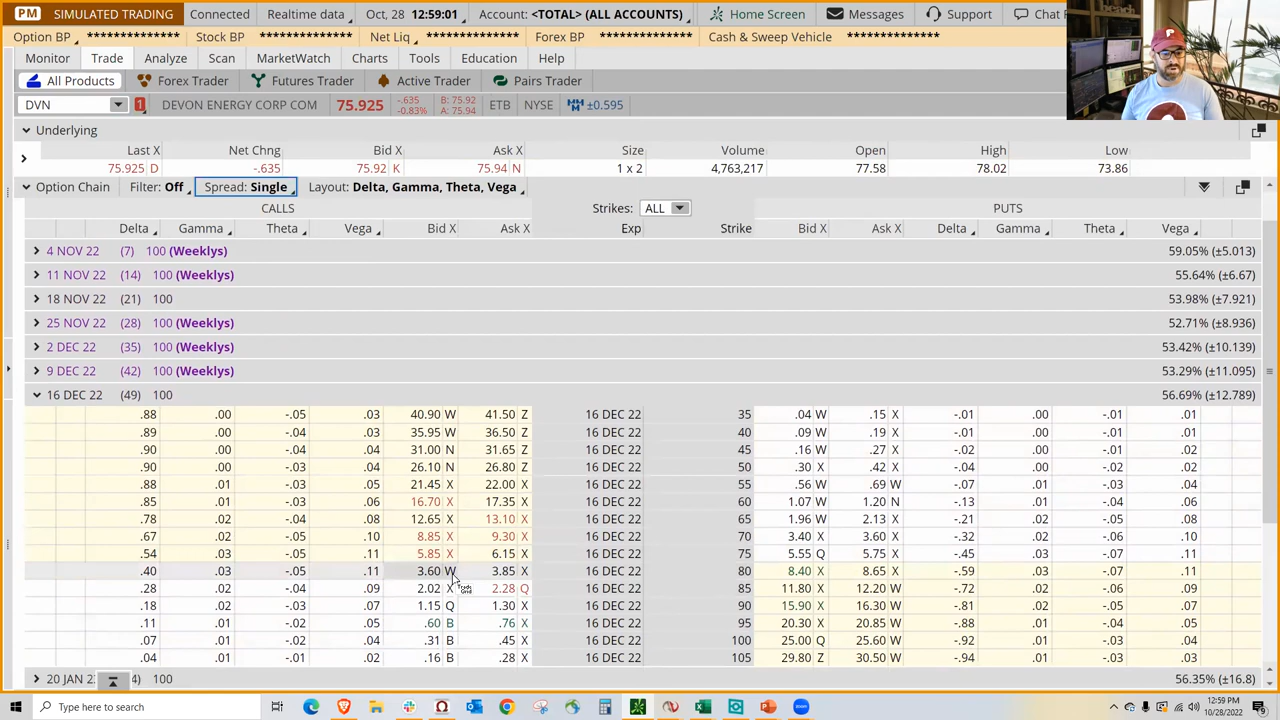 PM SIMULATED TRADING Connected Realtime data Oct, 28 12:59:01 Account: <TOTAL> (ALL ACCOUNTS) Home Screen Messages Support Chat
Option BP ************** Stock BP ************** Net Liq ************** Forex BP ************** Cash & Sweep Vehicle **************
Monitor Trade Analyze Scan MarketWatch Charts Tools Education Help
All Products Forex Trader Futures Trader Active Trader Pairs Trader
DVN 1 DEVON ENERGY CORP COM 75.925 -.635 -0.83% B: 75.92 A: 75.94 ETB NYSE ±0.595
Underlying
Last X Net Chng Bid X Ask X Size Volume Open High Low
75.925 D -.635 75.92 K 75.94 N 1 x 2 4,763,217 77.58 78.02 73.86
Option Chain Filter: Off Spread: Single Layout: Delta, Gamma, Theta, Vega
CALLS Strikes: ALL PUTS
Delta Gamma Theta Vega Bid X Ask X Exp Strike Bid X Ask X Delta Gamma Theta Vega
4 NOV 22 (7) 100 (Weeklys) 59.05% (±5.013)
11 NOV 22 (14) 100 (Weeklys) 55.64% (±6.67)
18 NOV 22 (21) 100 53.98% (±7.921)
25 NOV 22 (28) 100 (Weeklys) 52.71% (±8.936)
2 DEC 22 (35) 100 (Weeklys) 53.42% (±10.139)
9 DEC 22 (42) 100 (Weeklys) 53.29% (±11.095)
16 DEC 22 (49) 100 56.69% (±12.789)
.88 .00 -.05 .03 40.90 W 41.50 Z 16 DEC 22 35 .04 W .15 X -.01 .00 -.01 .01
.89 .00 -.04 .03 35.95 W 36.50 Z 16 DEC 22 40 .09 W .19 X -.01 .00 -.01 .01
.90 .00 -.04 .03 31.00 N 31.65 Z 16 DEC 22 45 .16 W .27 X -.02 .00 -.02 .01
.90 .00 -.04 .04 26.10 N 26.80 Z 16 DEC 22 50 .30 X .42 X -.04 .00 -.02 .02
.88 .01 -.04 .04 21.45 X 22.00 Z 16 DEC 22 55 .56 W .69 W -.07 .01 -.03 .04
.85 .01 -.05 .06 16.70 X 17.35 X 16 DEC 22 60 1.07 W 1.20 N -.13 .01 -.04 .06
.78 .02 -.04 .08 12.65 X 13.10 X 16 DEC 22 65 1.96 W 2.13 X -.21 .02 -.05 .08
.67 .02 -.05 .10 8.85 X 9.30 X 16 DEC 22 70 3.40 X 3.60 X -.32 .02 -.06 .10
.54 .03 -.05 .11 5.85 X 6.15 X 16 DEC 22 75 5.55 Q 5.75 X -.45 .03 -.07 .11
.40 .03 -.05 .11 3.60 W 3.85 X 16 DEC 22 80 8.40 X 8.65 X -.59 .03 -.07 .11
.28 .02 -.04 .09 2.02 X 2.28 Q 16 DEC 22 85 11.80 X 12.20 W -.72 .02 -.06 .09
.18 .02 -.03 .07 1.15 Q 1.30 X 16 DEC 22 90 15.90 X 16.30 W -.81 .02 -.05 .07
.11 .01 -.02 .05 .60 B .76 X 16 DEC 22 95 20.30 X 20.85 W -.88 .01 -.04 .05
.07 .01 -.02 .04 .31 B .45 X 16 DEC 22 100 25.00 Q 25.60 W -.92 .01 -.03 .04
.04 .01 -.01 .02 .16 B .28 X 16 DEC 22 105 29.80 Z 30.50 W -.94 .01 -.03 .03
20 JAN 2 4) 100 56.35% (±16.8)
Type here to search 12:59 PM
10/28/2022